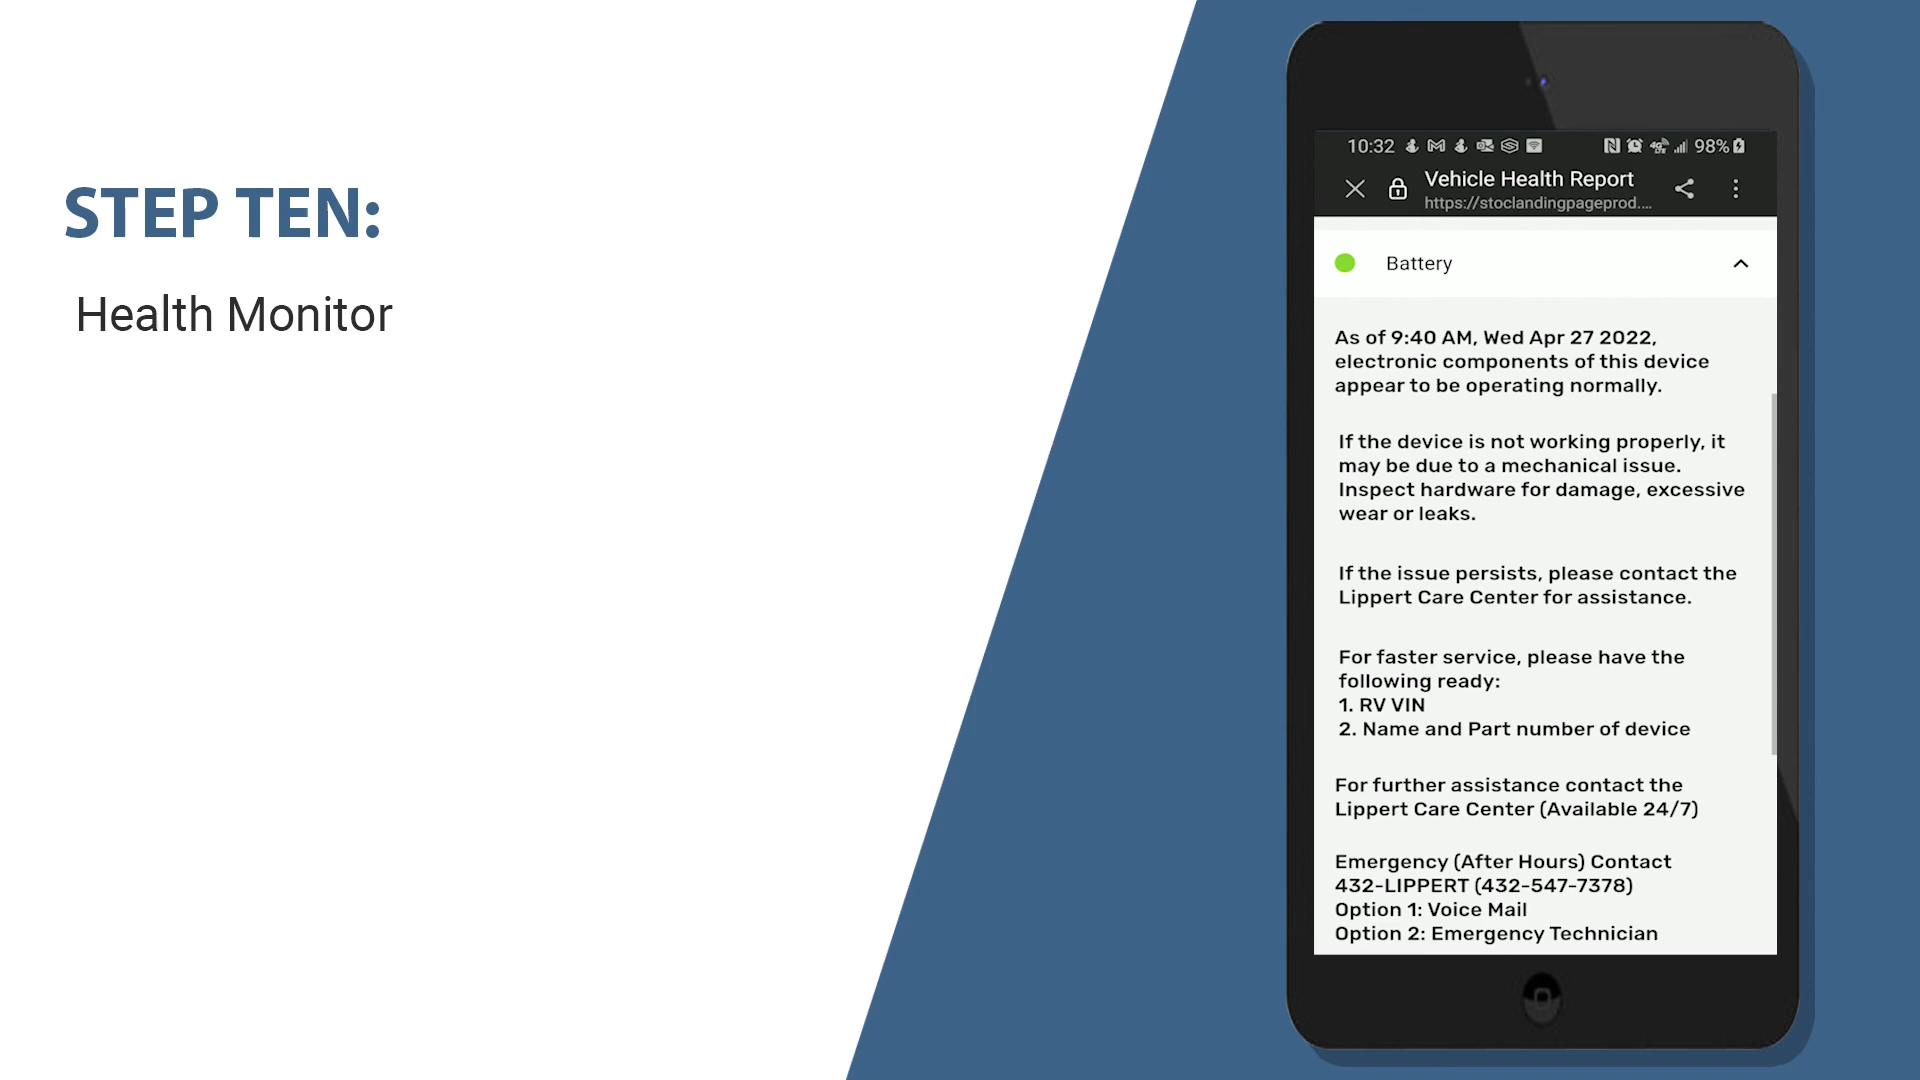 STEP TEN:
Health Monitor
10:32 98%
Vehicle Health Report
https://stoclandingpageprod....
Battery
As of 9:40 AM, Wed Apr 27 2022,
electronic components of this device
appear to be operating normally.
If the device is not working properly, it
may be due to a mechanical issue.
Inspect hardware for damage, excessive
wear or leaks.
If the issue persists, please contact the
Lippert Care Center for assistance.
For faster service, please have the
following ready:
1. RV VIN
2. Name and Part number of device
For further assistance contact the
Lippert Care Center (Available 24/7)
Emergency (After Hours) Contact
432-LIPPERT (432-547-7378)
Option 1: Voice Mail
Option 2: Emergency Technician